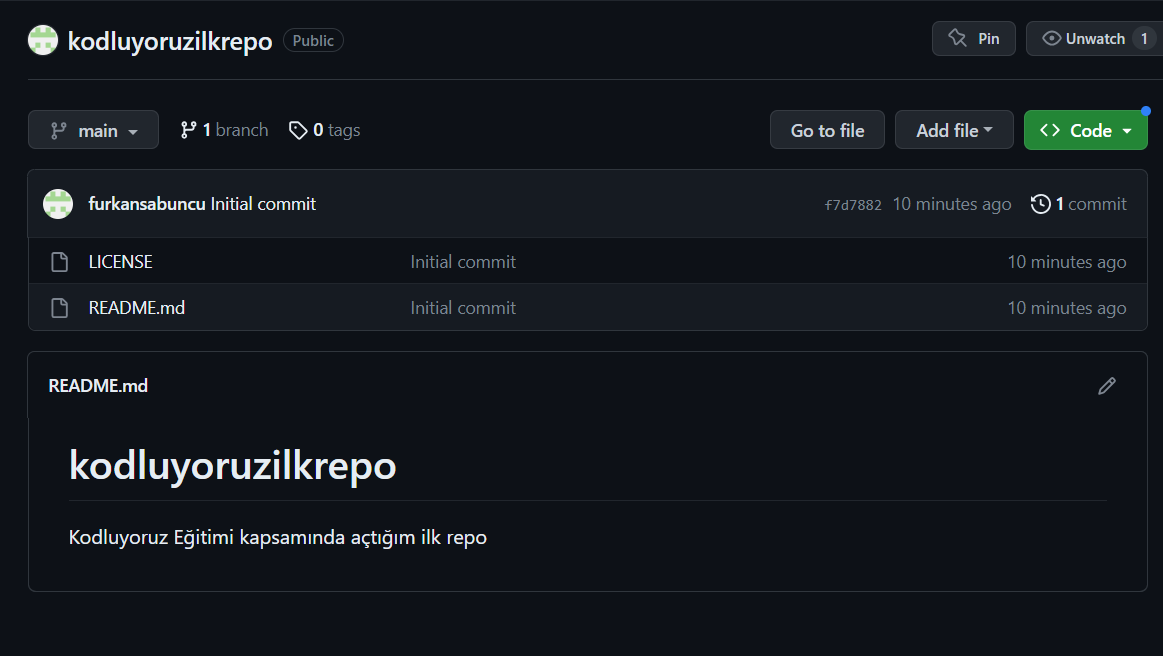 kodluyoruzilkrepo Public Pin Unwatch 1
main 1 branch 0 tags Go to file Add file Code
furkansabuncu Initial commit f7d7882 10 minutes ago 1 commit
LICENSE Initial commit 10 minutes ago
README.md Initial commit 10 minutes ago
README.md
kodluyoruzilkrepo
Kodluyoruz Eğitimi kapsamında açtığım ilk repo